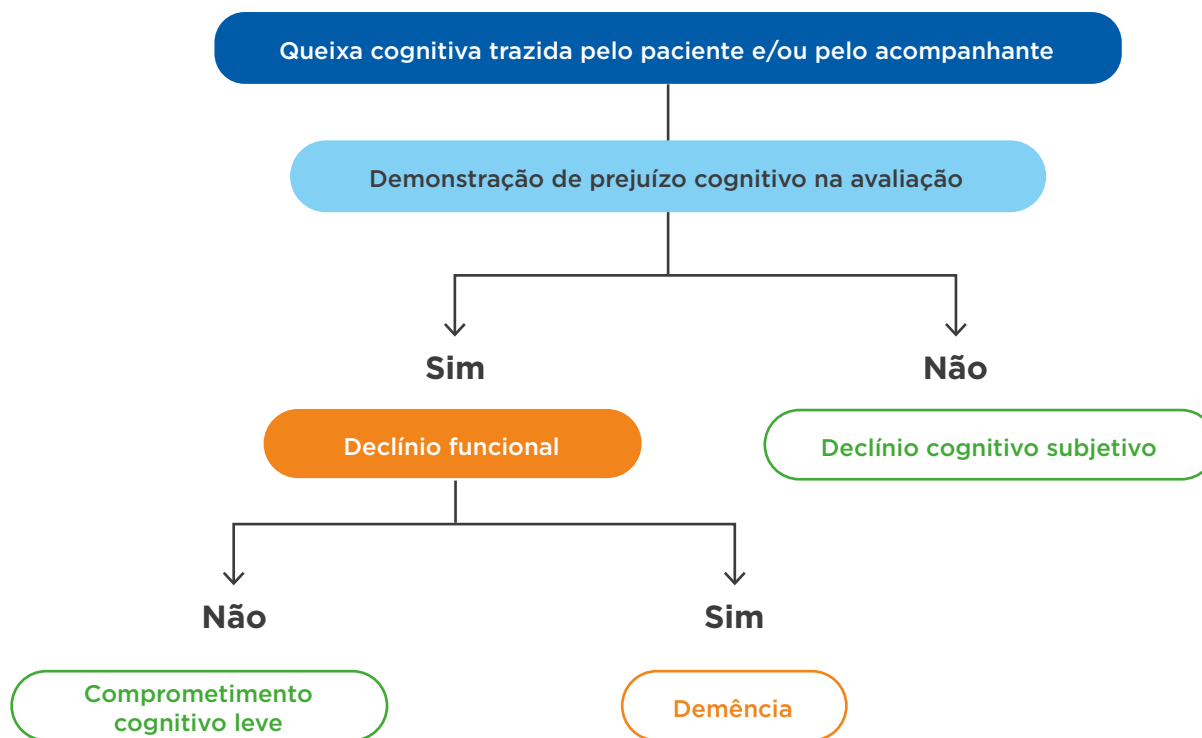 Queixa cognitiva trazida pelo paciente e/ou pelo acompanhante
Demonstração de prejuízo cognitivo na avaliação
Sim
Não
Declínio funcional
Declínio cognitivo subjetivo
Não
Sim
Comprometimento
cognitivo leve
Demência